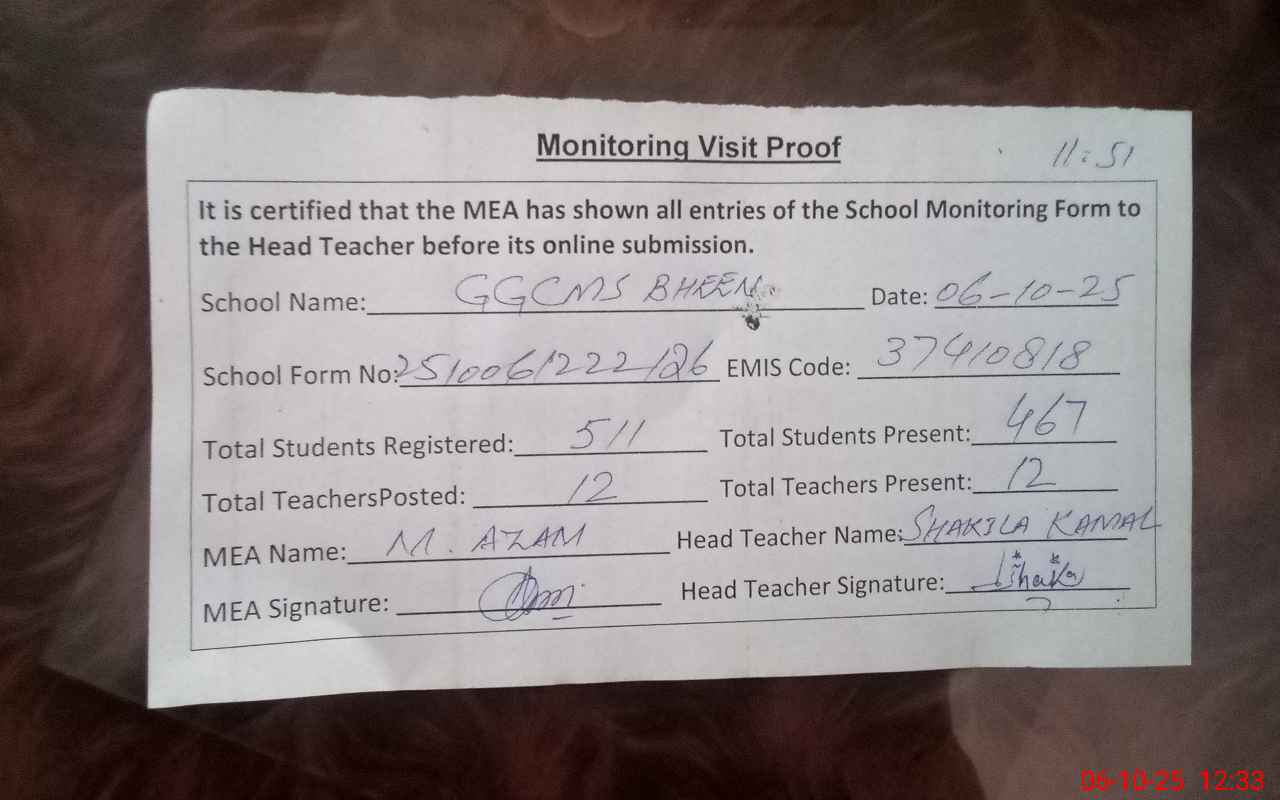 Monitoring Visit Proof
11:51
It is certified that the MEA has shown all entries of the School Monitoring Form to
the Head Teacher before its online submission.
School Name: GGCMS BHEEN Date: 06-10-25
School Form No: 2510061222126 EMIS Code: 37410818
Total Students Registered: 511 Total Students Present: 467
Total TeachersPosted: 12 Total Teachers Present: 12
MEA Name: M. AZAM Head Teacher Name: SHAKILA KAMAL
MEA Signature: Head Teacher Signature:
06-10-25 12:33